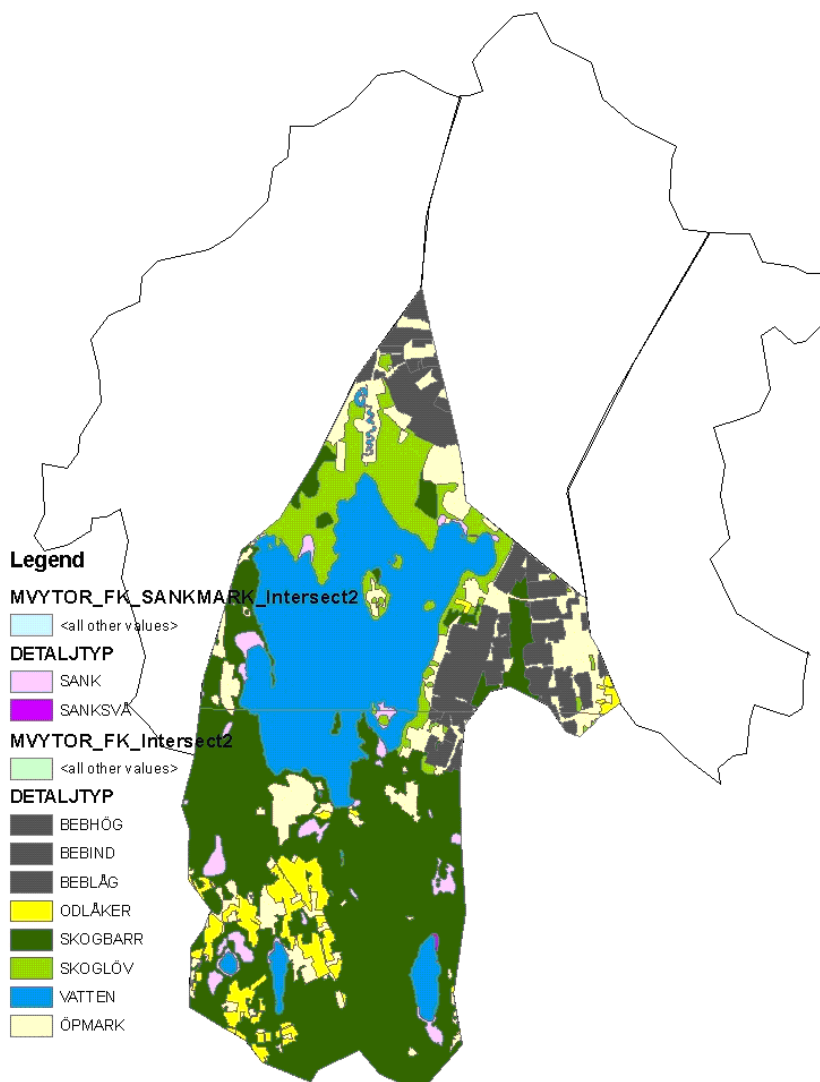 Legend
MVYTOR_FK_SANKMARK_Intersect2
<all other values>
DETALJTYP
SANK
SANKSVÅ
MVYTOR_FK_Intersect2
<all other values>
DETALJTYP
BEBHÖG
BEBIND
BEBLÅG
ODLÅKER
SKOGBARR
SKOGLÖV
VATTEN
ÖPMARK